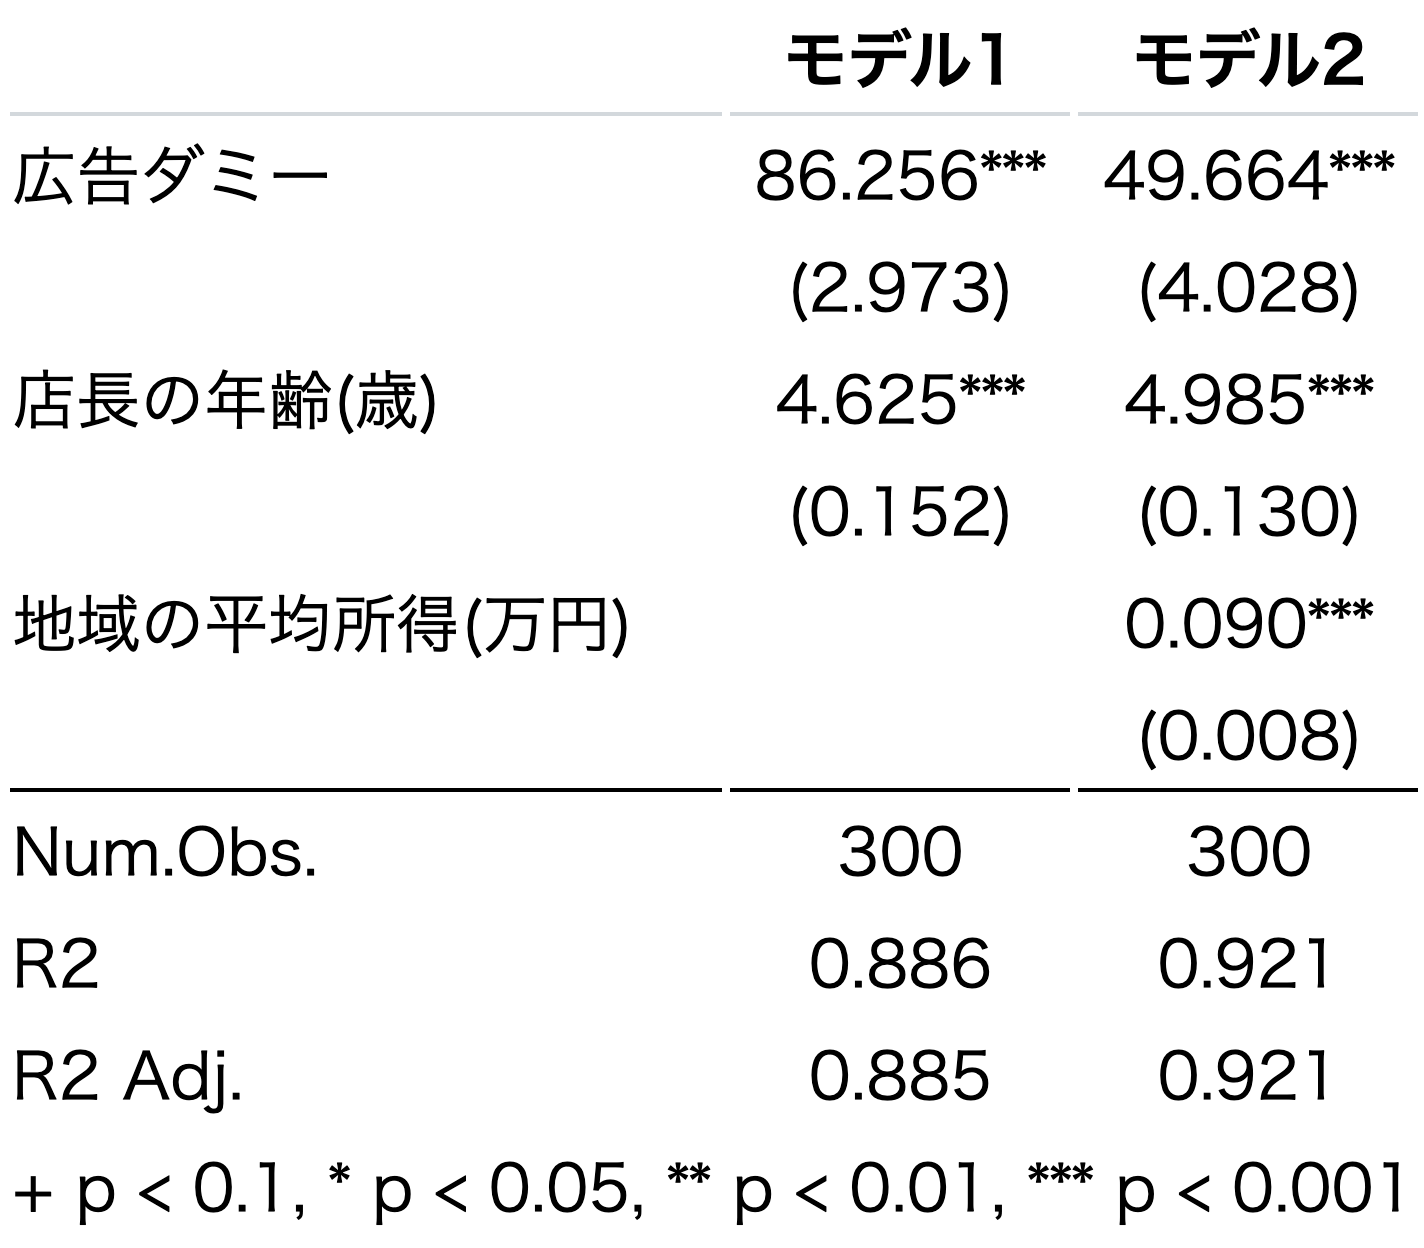 モデル1 モデル2
広告ダミー 86.256*** 49.664***
(2.973) (4.028)
店長の年齢(歳) 4.625*** 4.985***
(0.152) (0.130)
地域の平均所得(万円) 0.090***
(0.008)
Num.Obs. 300 300
R2 0.886 0.921
R2 Adj. 0.885 0.921
+ p < 0.1, * p < 0.05, ** p < 0.01, *** p < 0.001